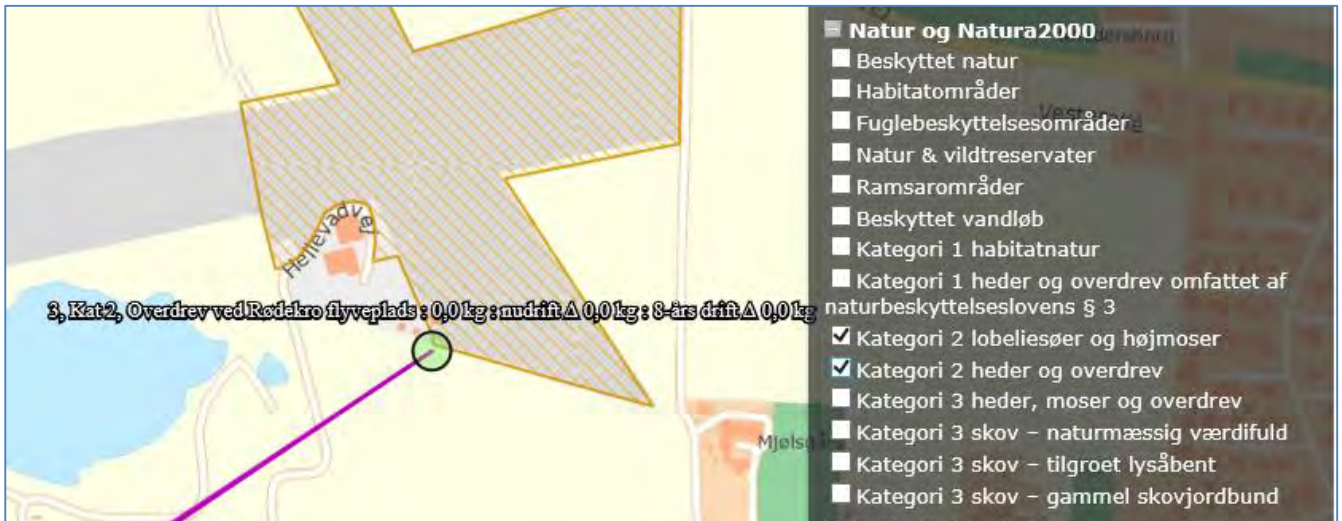 Natur og Natura2000
Beskyttet natur
Habitatområder
Fuglebeskyttelsesområder
Natur & vildtreservater
Ramsarområder
Beskyttet vandløb
Kategori 1 habitatnatur
Kategori 1 heder og overdrev omfattet af
naturbeskyttelseslovens § 3
Kategori 2 lobeliesøer og højmoser
Kategori 2 heder og overdrev
Kategori 3 heder, moser og overdrev
Kategori 3 skov – naturmæssig værdifuld
Kategori 3 skov – tilgroet lysåbent
Kategori 3 skov – gammel skovjordbund
Hellevadvej
3, Kat 2, Overdrev ved Rødekro flyveplads : 0,0 kg : nudrift Δ 0,0 kg : 8-års drift Δ 0,0 kg